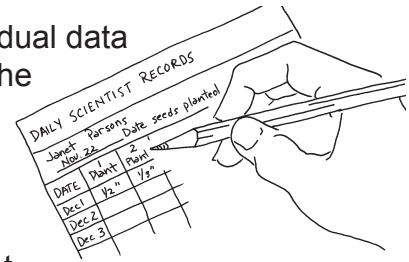 dual data
he
DAILY SCIENTIST RECORDS
Janet Parsons
Nov. 22 Date seeds planted
DATE 1 Plant 2 Plant
Dec 1 1/2" 1/3"
Dec 2
Dec 3